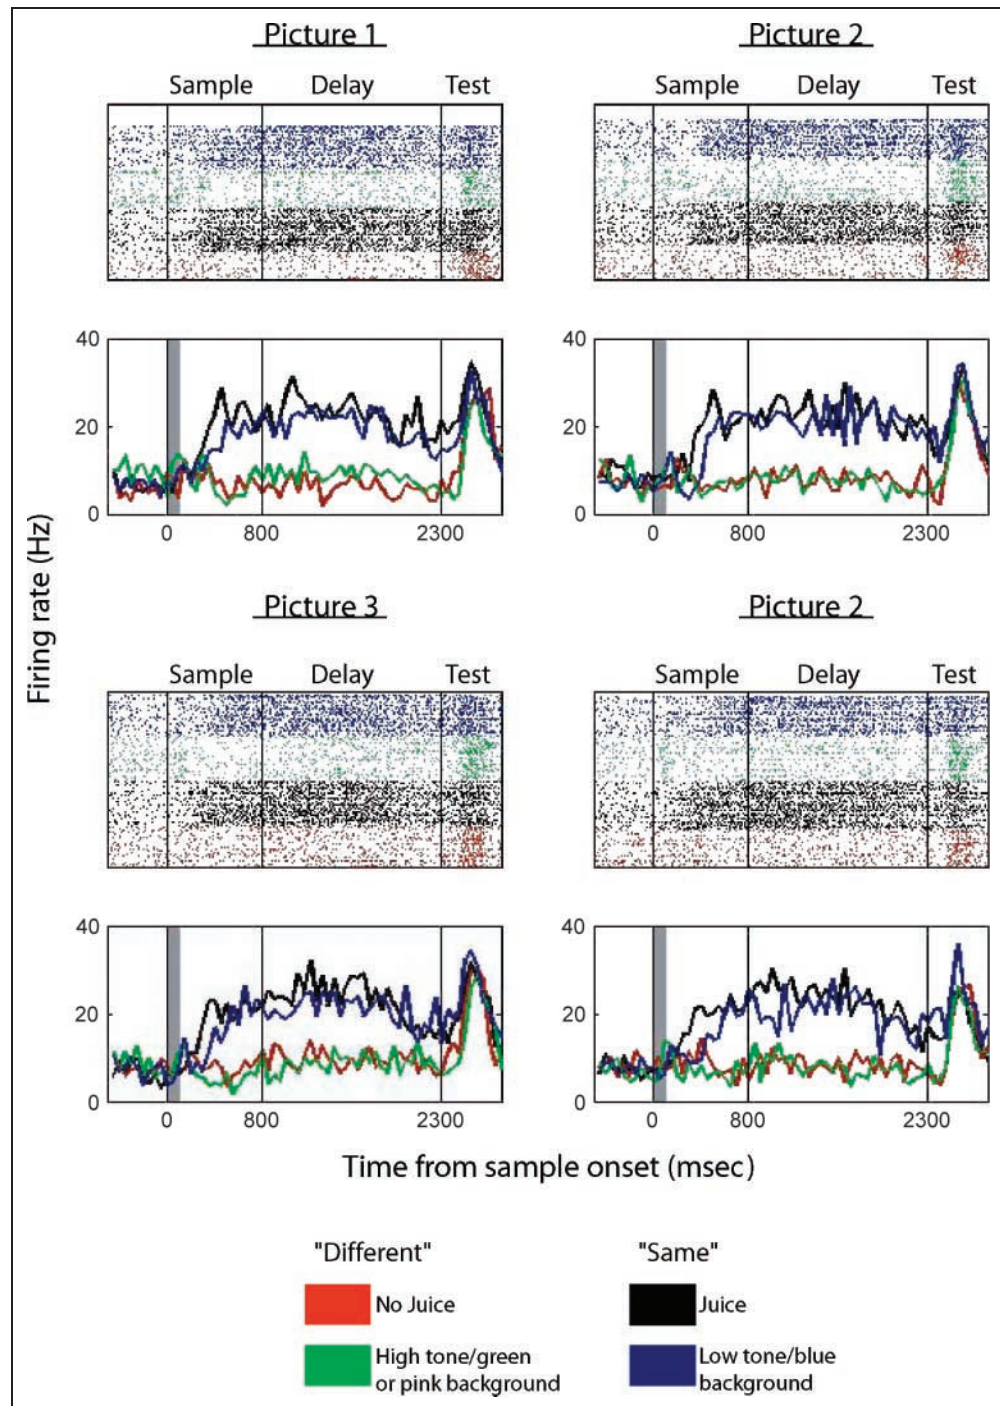 Picture 1
Picture 2
Sample Delay Test
Sample Delay Test
40
20
0
0 800 2300
40
20
0
0 800 2300
Firing rate (Hz)
Picture 3
Picture 2
Sample Delay Test
Sample Delay Test
40
20
0
0 800 2300
40
20
0
0 800 2300
Time from sample onset (msec)
"Different"
"Same"
No Juice
Juice
High tone/green
or pink background
Low tone/blue
background